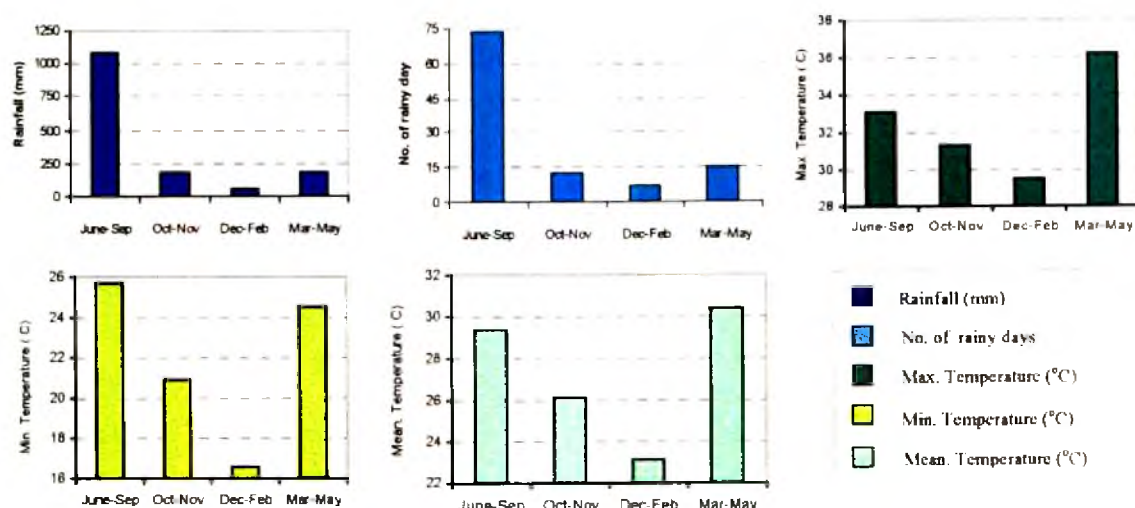 Rainfall (mm)
1250
1000
750
500
250
0
June-Sep Oct-Nov Dec-Feb Mar-May
No. of rainy day
75
60
45
30
15
0
June-Sep Oct-Nov Dec-Feb Mar-May
Max. Temperature ( C)
36
36
34
32
30
28
June-Sep Oct-Nov Dec-Feb Mar-May
Min. Temperature ( C)
26
24
22
20
18
16
June-Sep Oct-Nov Dec-Feb Mar-May
Mean. Temperature ( C)
32
30
28
26
24
22
June-Sep Oct-Nov Dec-Feb Mar-May
Rainfall (mm)
No. of rainy days
Max. Temperature (°C)
Min. Temperature (°C)
Mean. Temperature (°C)